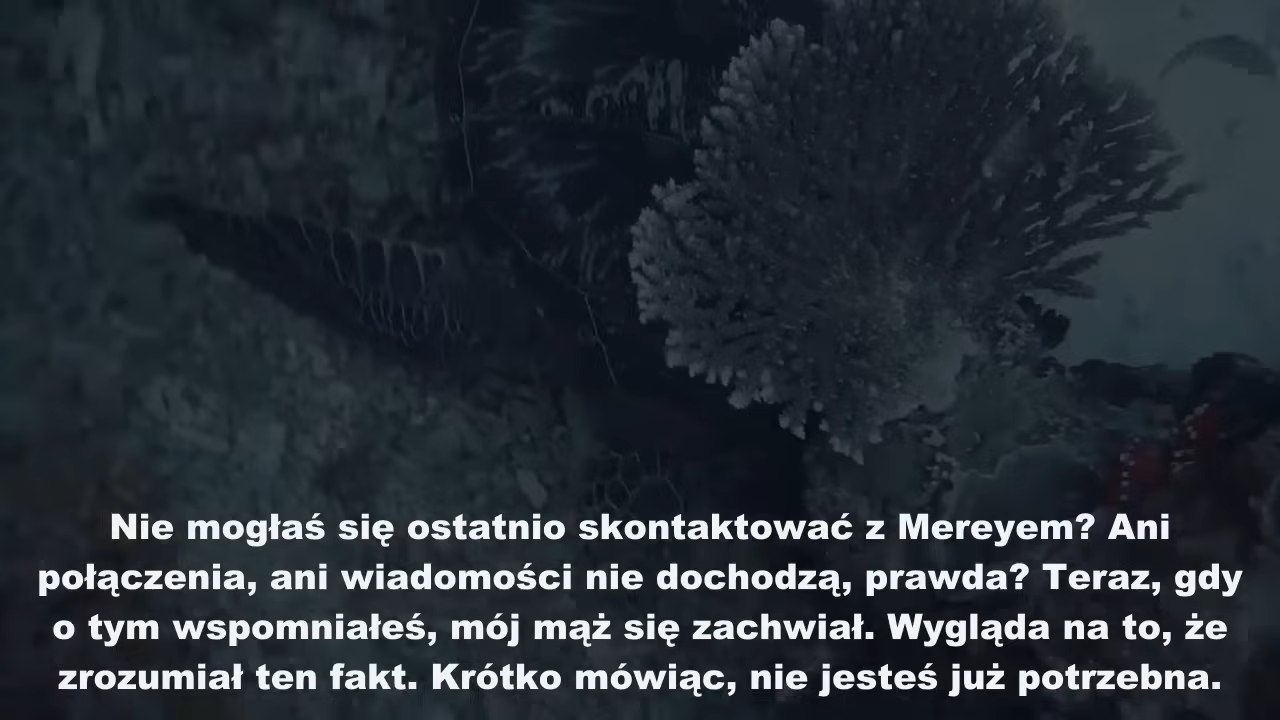 Nie mogłaś się ostatnio skontaktować z Mereyem? Ani
połączenia, ani wiadomości nie dochodzą, prawda? Teraz, gdy
o tym wspomniałeś, mój mąż się zachwiał. Wygląda na to, że
zrozumiał ten fakt. Krótko mówiąc, nie jesteś już potrzebna.